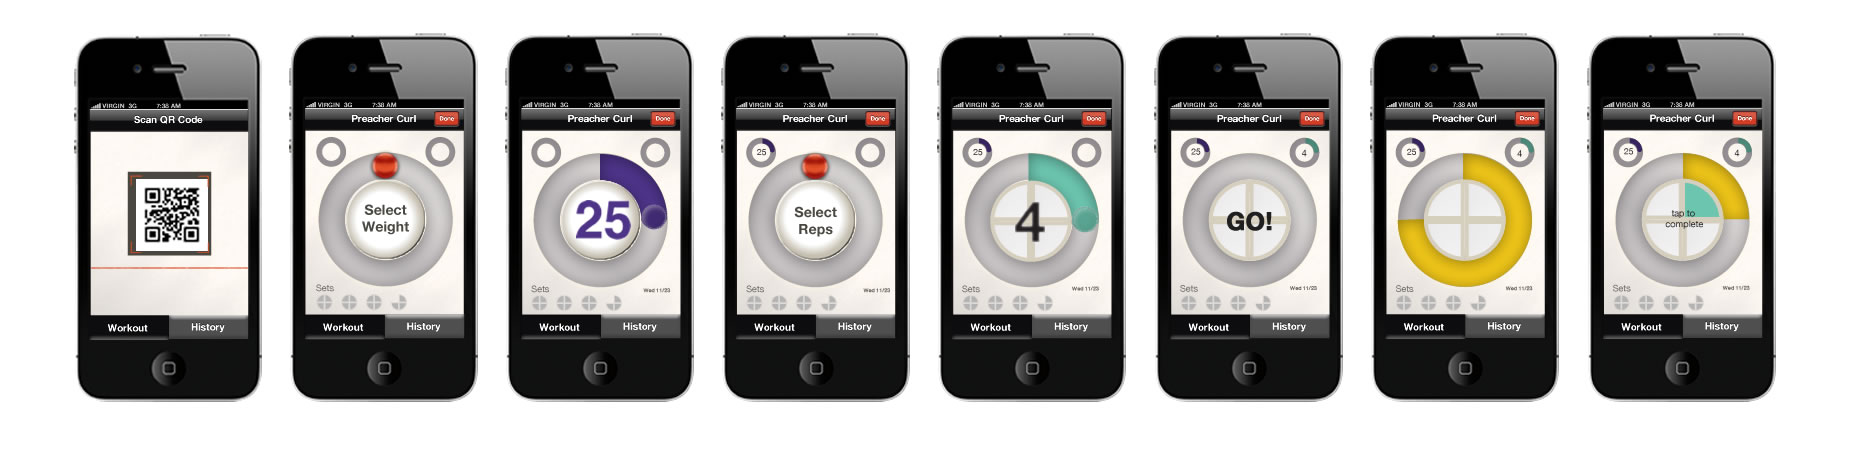 VIRGIN 3G 7:38 AM
Scan QR Code
Workout History
VIRGIN 3G 7:38 AM
Preacher Curl Done
Select
Weight
Sets
Workout History
VIRGIN 3G 7:38 AM
Preacher Curl Done
25
Sets Wed 11/23
Workout History
VIRGIN 3G 7:38 AM
Preacher Curl Done
25
Select
Reps
Sets Wed 11/23
Workout History
VIRGIN 3G 7:38 AM
Preacher Curl Done
25
4
Sets Wed 11/23
Workout History
VIRGIN 3G 7:38 AM
Preacher Curl Done
25 4
GO!
Sets Wed 11/23
Workout History
VIRGIN 3G 7:38 AM
Preacher Curl Done
25 4
Sets Wed 11/23
Workout History
VIRGIN 3G 7:38 AM
Preacher Curl Done
25 4
tap to
complete
Sets Wed 11/23
Workout History